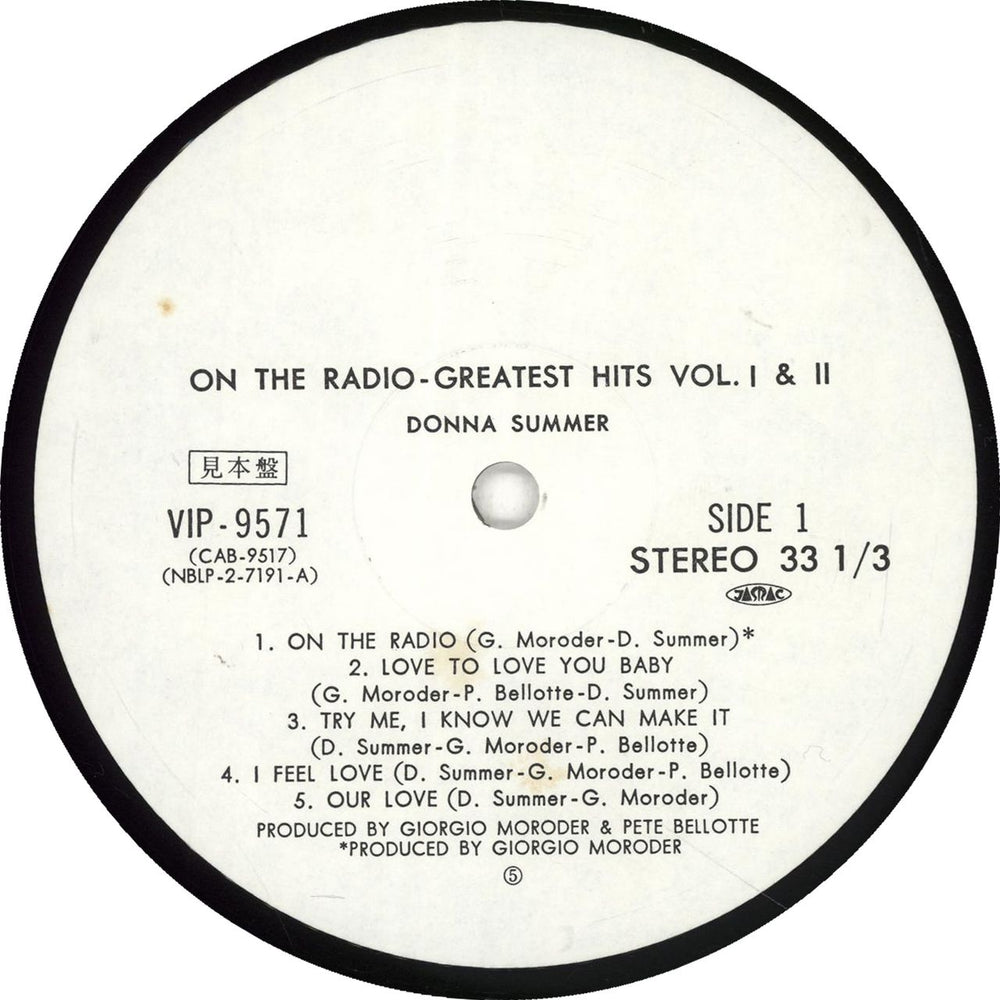 ON THE RADIO-GREATEST HITS VOL. I & II
DONNA SUMMER
見本盤
VIP-9571
(CAB-9517)
(NBLP-2-7191-A)
SIDE 1
STEREO 33 1/3
JASRAC
1. ON THE RADIO (G. Moroder-D. Summer)*
2. LOVE TO LOVE YOU BABY
(G. Moroder-P. Bellotte-D. Summer)
3. TRY ME, I KNOW WE CAN MAKE IT
(D. Summer-G. Moroder-P. Bellotte)
4. I FEEL LOVE (D. Summer-G. Moroder-P. Bellotte)
5. OUR LOVE (D. Summer-G. Moroder)
PRODUCED BY GIORGIO MORODER & PETE BELLOTTE
*PRODUCED BY GIORGIO MORODER
⑤